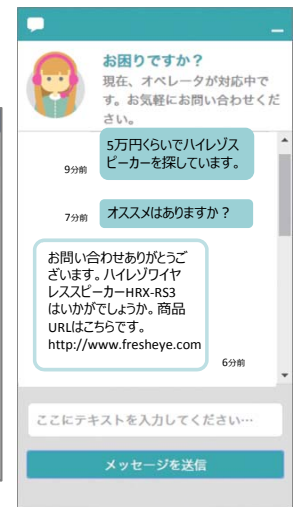 お困りですか？
現在、オペレータが対応中で
す。お気軽にお問い合わせくだ
さい。
5万円くらいでハイレゾス
ピーカーを探しています。
9分前
オススメはありますか？
7分前
お問い合わせありがとうご
ざいます。ハイレゾワイヤ
レススピーカーHRX-RS3
はいかがでしょうか。商品
URLはこちらです。
http://www.fresheye.com
6分前
ここにテキストを入力してください…
メッセージを送信